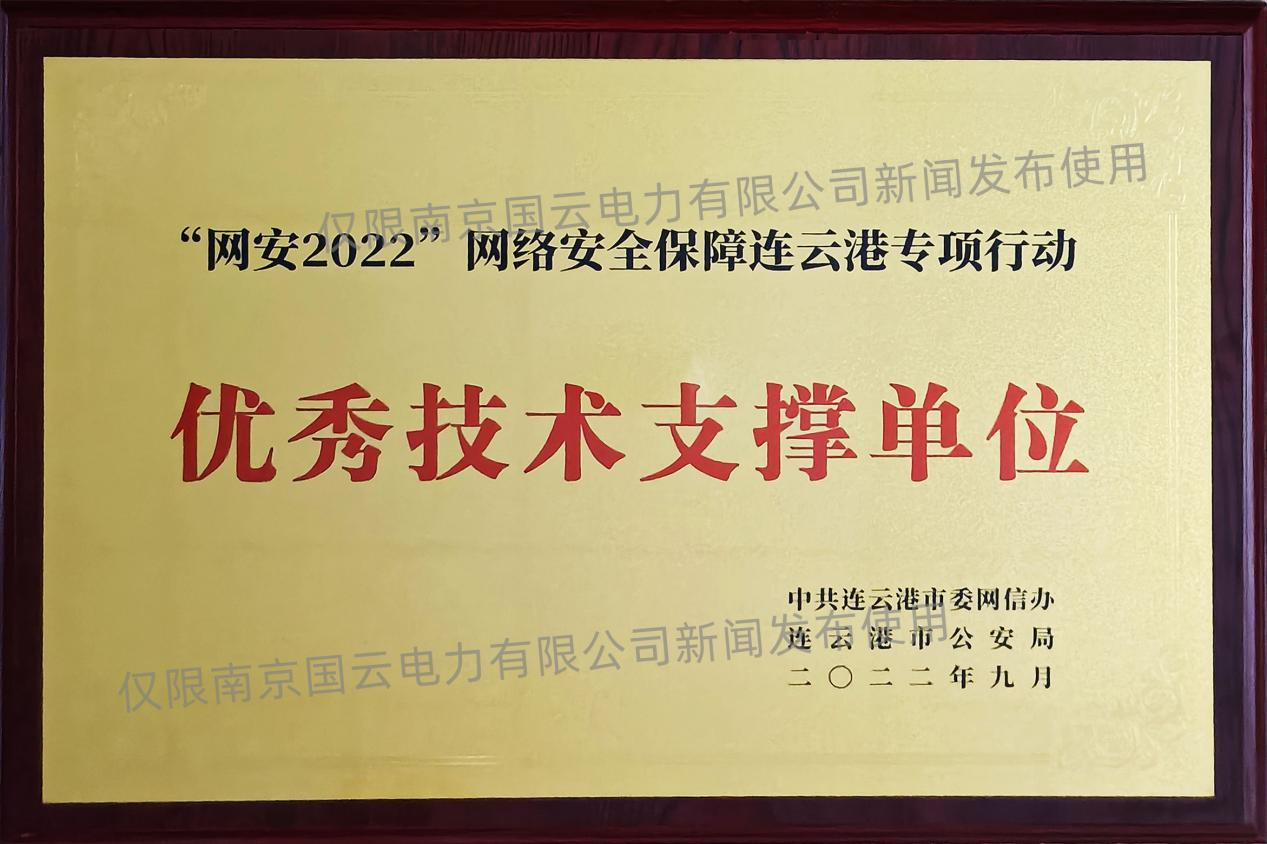 仅限南京国云电力有限公司新闻发布使用
“网安2022”网络安全保障连云港专项行动
优秀技术支撑单位
中共连云港市委网信办
连云港市公安局
仅限南京国云电力有限公司新闻发布使用
二〇二二年九月